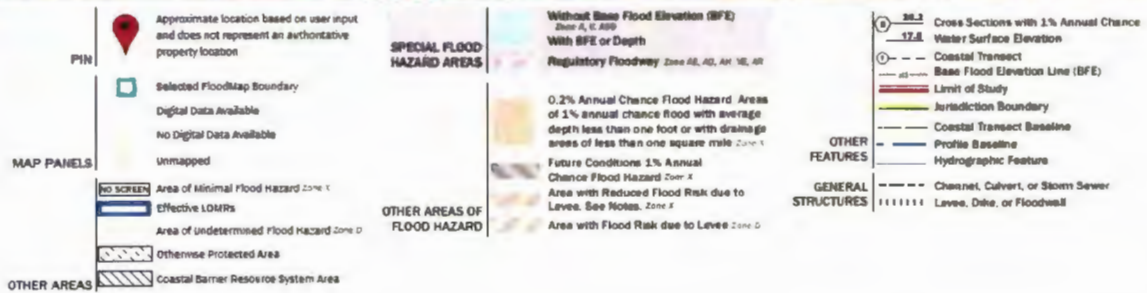 PIN
Approximate location based on user input
and does not represent an authoritative
property location
Selected FloodMap Boundary
Digital Data Available
No Digital Data Available
MAP PANELS
Unmapped
NO SCREEN Area of Minimal Flood Hazard Zone X
Effective LOMRs
Area of Undetermined Flood Hazard Zone D
Otherwise Protected Area
OTHER AREAS
Coastal Barrier Resource System Area
SPECIAL FLOOD
HAZARD AREAS
Without Base Flood Elevation (BFE)
Zone A, V, A99
With BFE or Depth
Regulatory Floodway Zone AE, AO, AH, VE, AR
0.2% Annual Chance Flood Hazard Areas
of 1% annual chance flood with average
depth less than one foot or with drainage
areas of less than one square mile Zone X
Future Conditions 1% Annual
Chance Flood Hazard Zone X
OTHER AREAS OF
FLOOD HAZARD
Area with Reduced Flood Risk due to
Levee. See Notes. Zone X
Area with Flood Risk due to Levee Zone D
Cross Sections with 1% Annual Chance
17.5 Water Surface Elevation
Coastal Transect
Base Flood Elevation Line (BFE)
Limit of Study
Jurisdiction Boundary
Coastal Transect Baseline
OTHER
FEATURES
Profile Baseline
Hydrographic Feature
GENERAL
STRUCTURES
Channel, Culvert, or Storm Sewer
Levee, Dike, or Floodwall